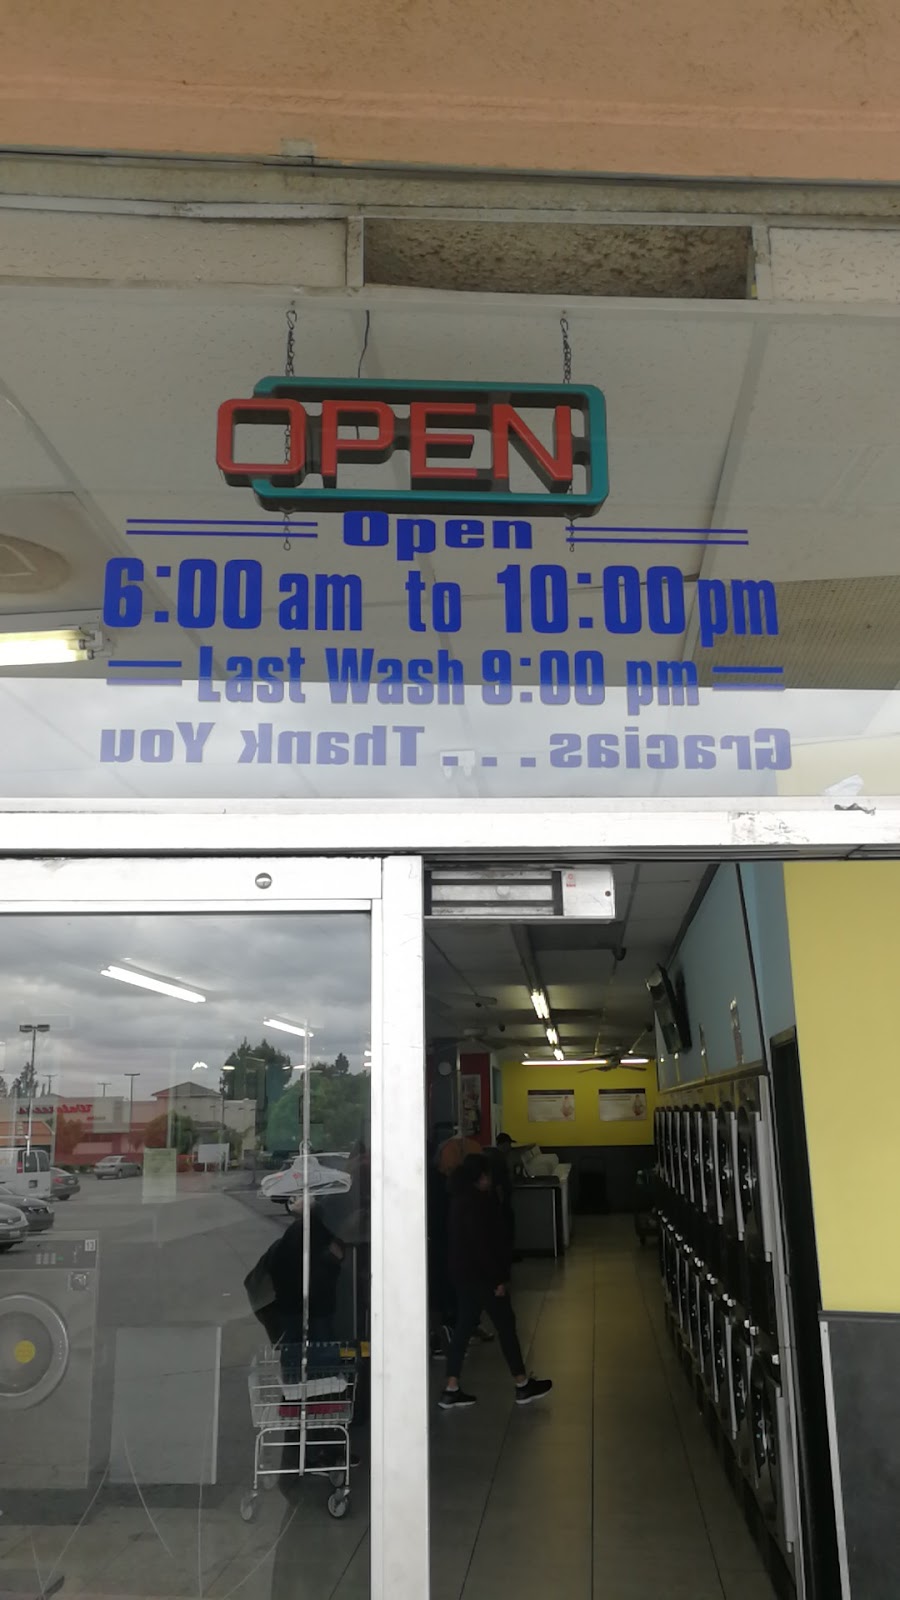 OPEN
Open
6:00 am to 10:00 pm
Last Wash 9:00 pm
Gracias. . . . Thank You